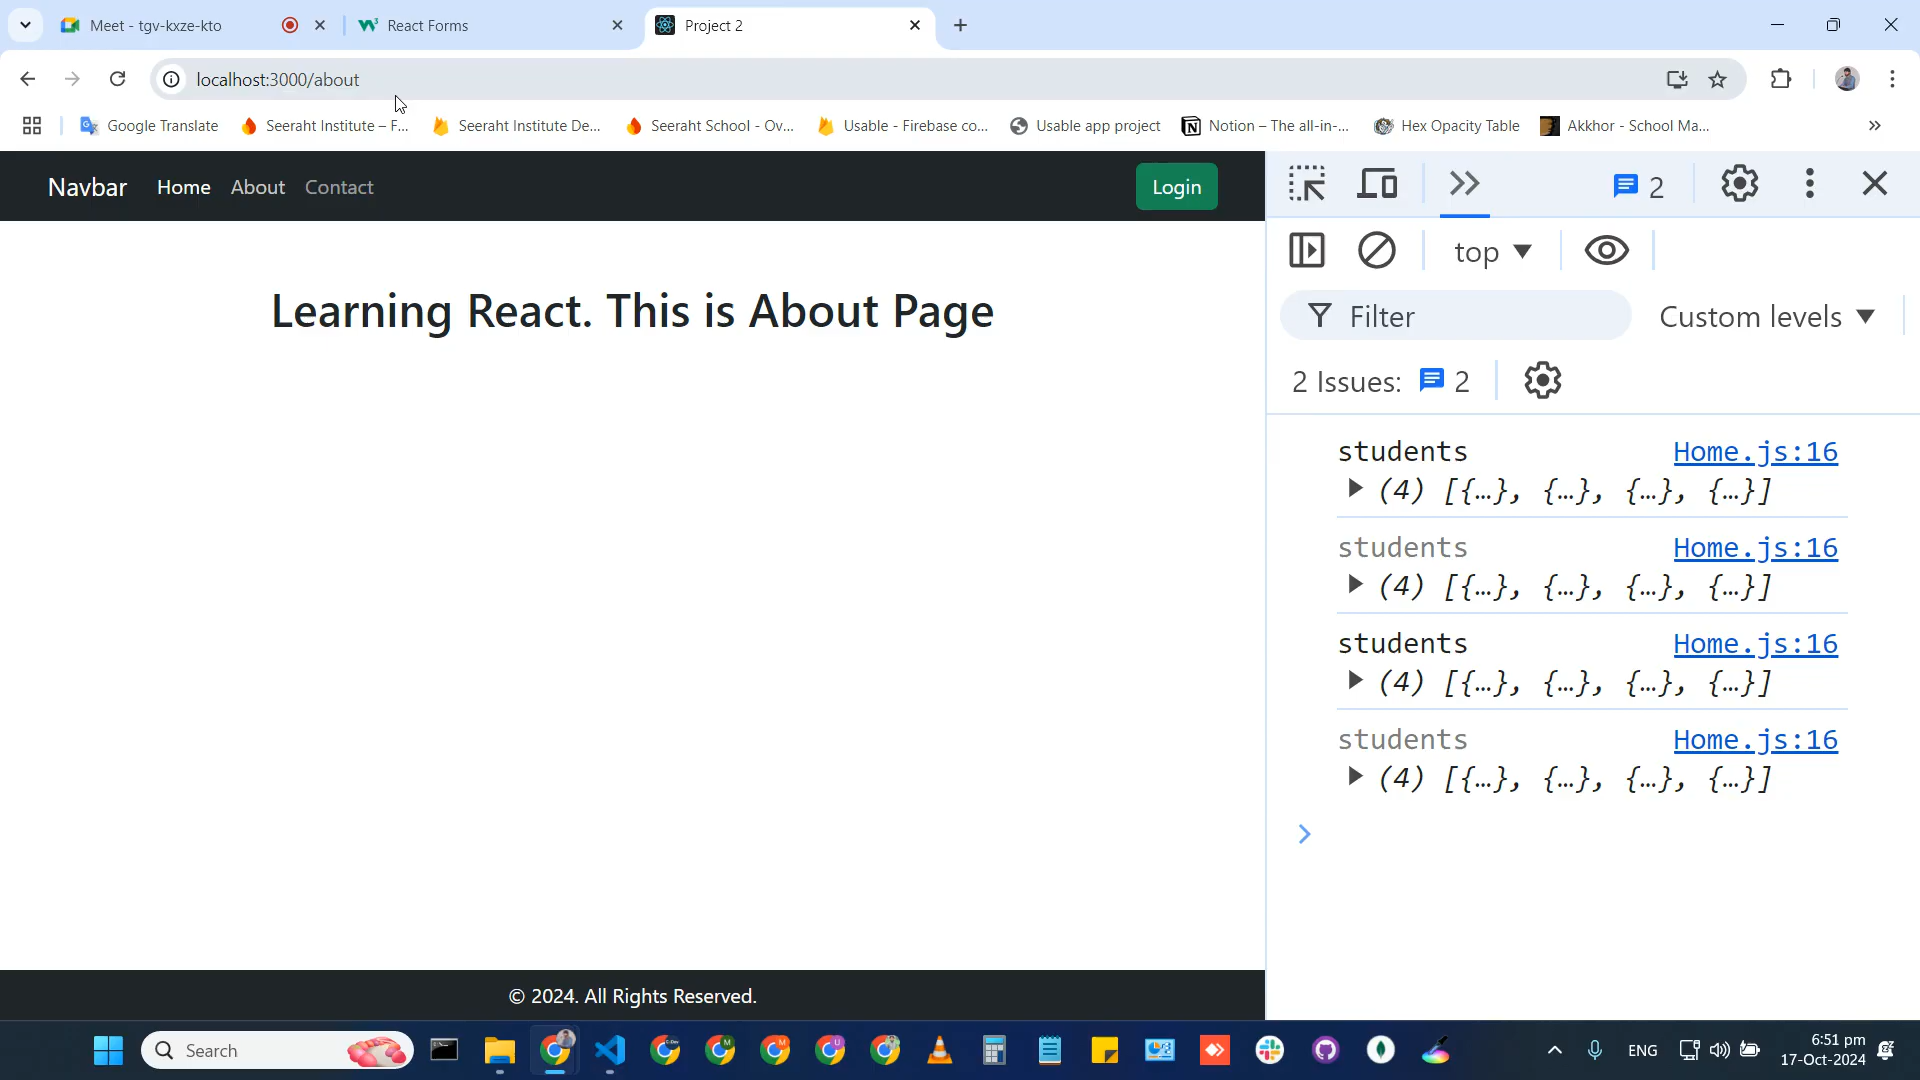 Meet - tgv-kxze-kto
React Forms
Project 2
localhost:3000/about
Google Translate
Seeraht Institute – F...
Seeraht Institute De...
Seeraht School - Ov...
Usable - Firebase co...
Usable app project
Notion – The all-in-...
Hex Opacity Table
Akkhor - School Ma...
Navbar Home About Contact Login
Learning React. This is About Page
© 2024. All Rights Reserved.
2
top
Filter
Custom levels
2 Issues: 2
students Home.js:16
(4) [{…}, {…}, {…}, {…}]
students Home.js:16
(4) [{…}, {…}, {…}, {…}]
students Home.js:16
(4) [{…}, {…}, {…}, {…}]
students Home.js:16
(4) [{…}, {…}, {…}, {…}]
Search
ENG
6:51 pm
17-Oct-2024